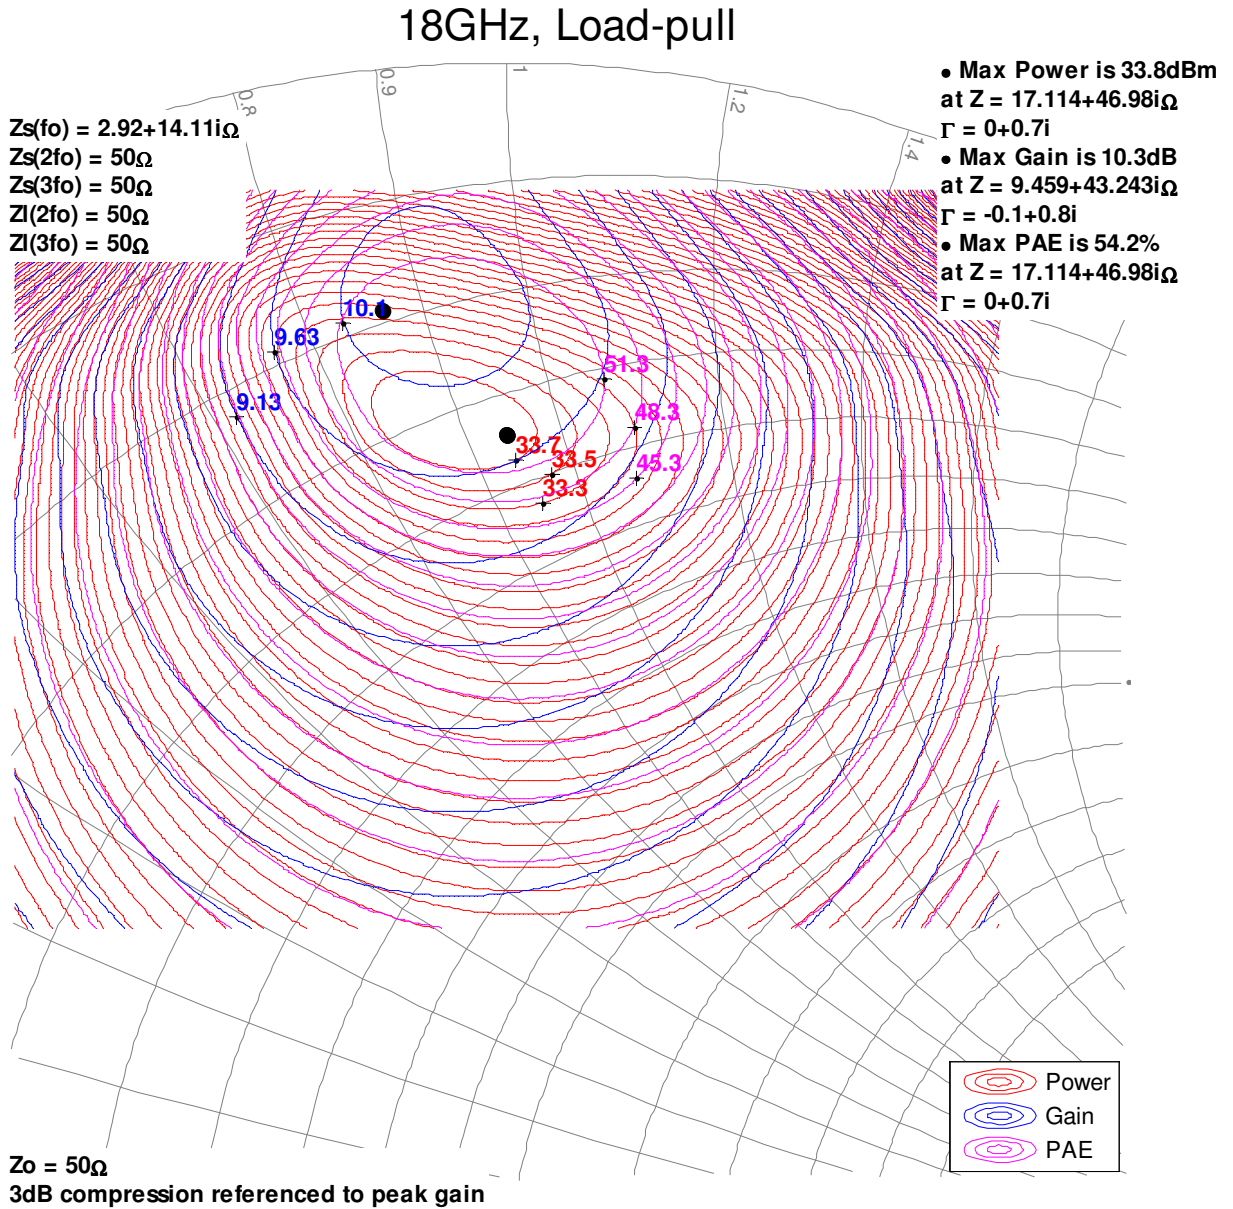 18GHz, Load-pull
0.8
0.9
1
1.2
1.4
Zs(fo) = 2.92+14.11iΩ
Zs(2fo) = 50Ω
Zs(3fo) = 50Ω
Zl(2fo) = 50Ω
Zl(3fo) = 50Ω
• Max Power is 33.8dBm
at Z = 17.114+46.98iΩ
Γ = 0+0.7i
• Max Gain is 10.3dB
at Z = 9.459+43.243iΩ
Γ = -0.1+0.8i
• Max PAE is 54.2%
at Z = 17.114+46.98iΩ
Γ = 0+0.7i
10.1
9.63
9.13
51.3
48.3
45.3
33.7
33.5
33.3
Power
Gain
PAE
Zo = 50Ω
3dB compression referenced to peak gain